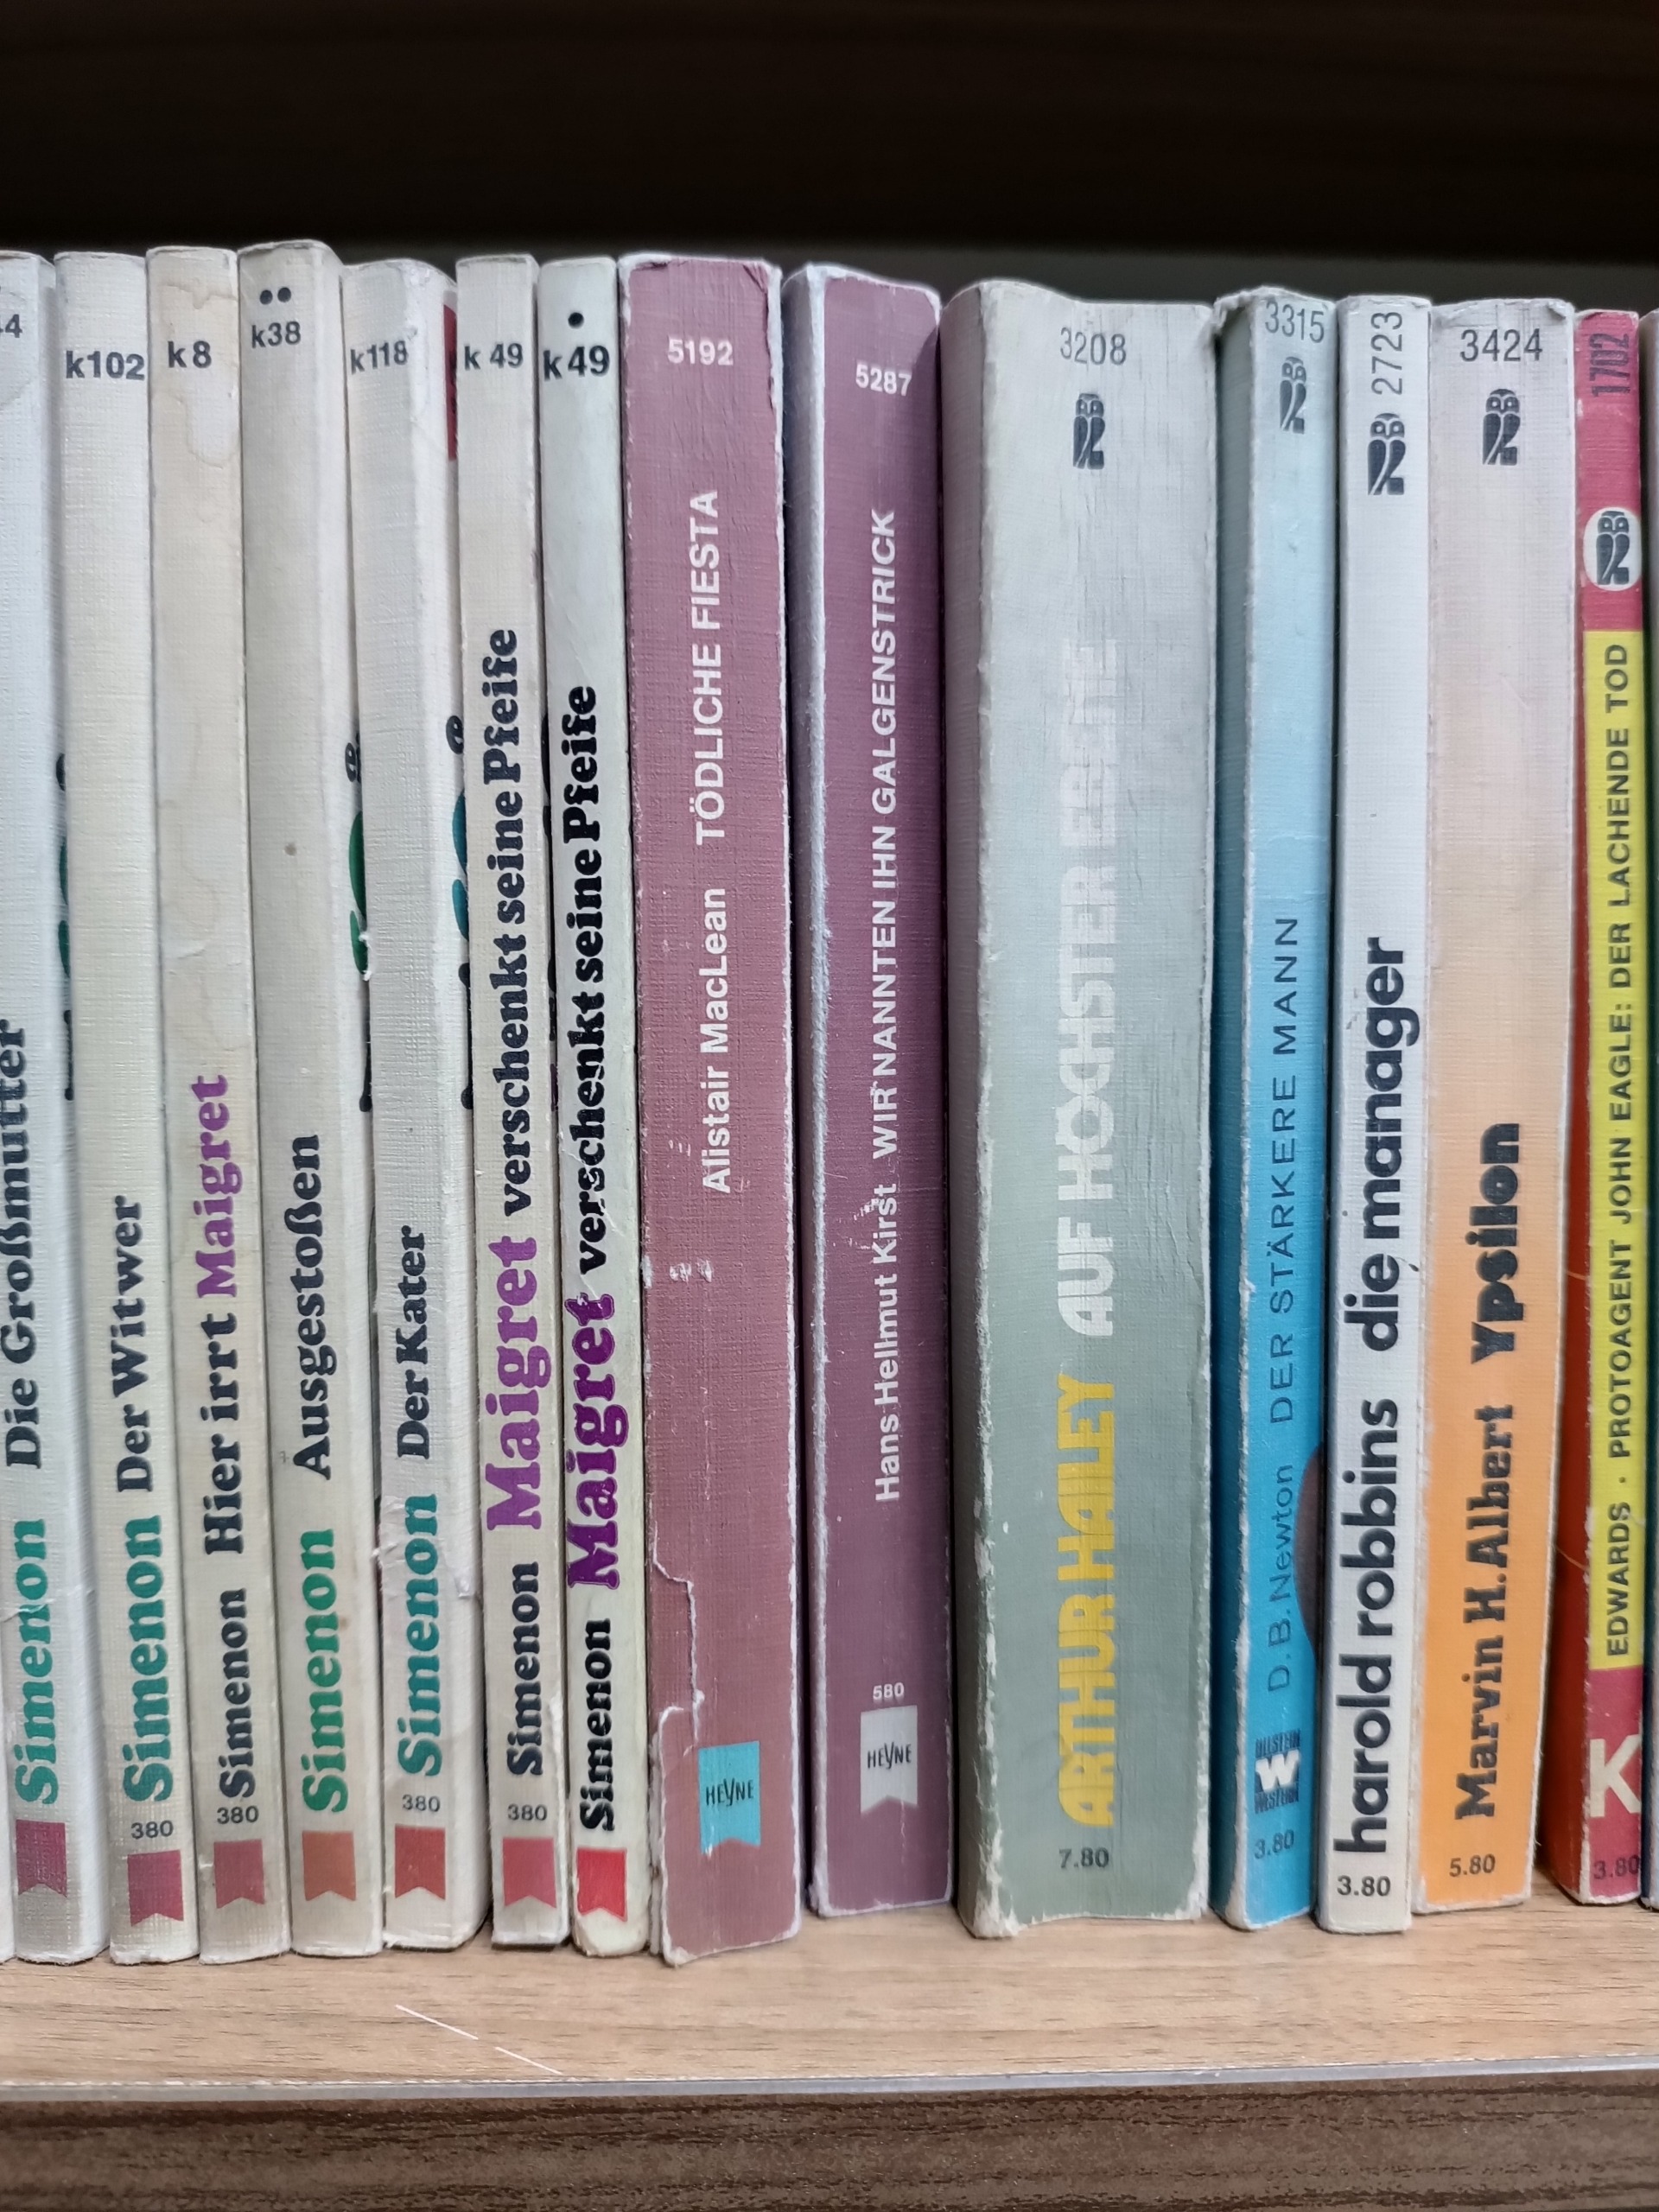 Simenon Die Großmutter
k102
Simenon Der Witwer
380
k8
Simenon Hier irrt Maigret
380
k38
Simenon Ausgestoßen
k118
Simenon Der Kater
380
k 49
Simenon Maigret verschenkt seine Pfeife
380
k 49
Simenon Maigret verschenkt seine Pfeife
5192
Alistair MacLean TÖDLICHE FIESTA
HEYNE
5287
Hans Hellmut Kirst WIR NANNTEN IHN GALGENSTRICK
580
HEYNE
3208
ARTHUR HAILEY AUF HÖCHSTER EBENE
7.80
3315
D.B. Newton DER STÄRKERE MANN
ULLSTEIN
W
WESTERN
3.80
2723
harold robbins die manager
3.80
3424
Marvin H. Albert Ypsilon
5.80
1702
EDWARDS · PROTOAGENT JOHN EAGLE: DER LACHENDE TOD
K
3.80